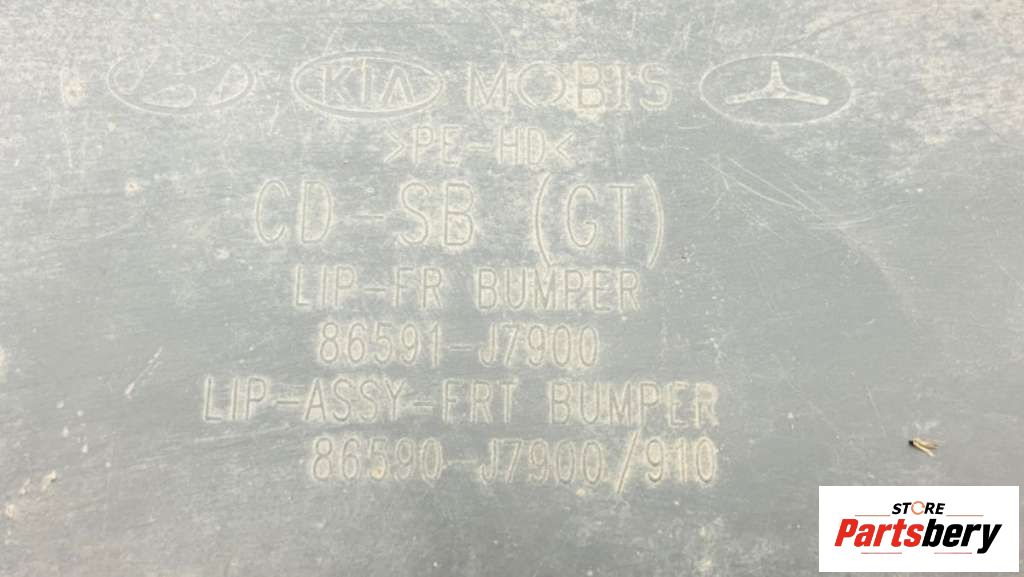 KIA MOBIS
>PE-HD<
CD-SB (GT)
LIP-FR BUMPER
86591-J7900
LIP-ASSY-FRT BUMPER
86590-J7900/910
STORE
Partsbery